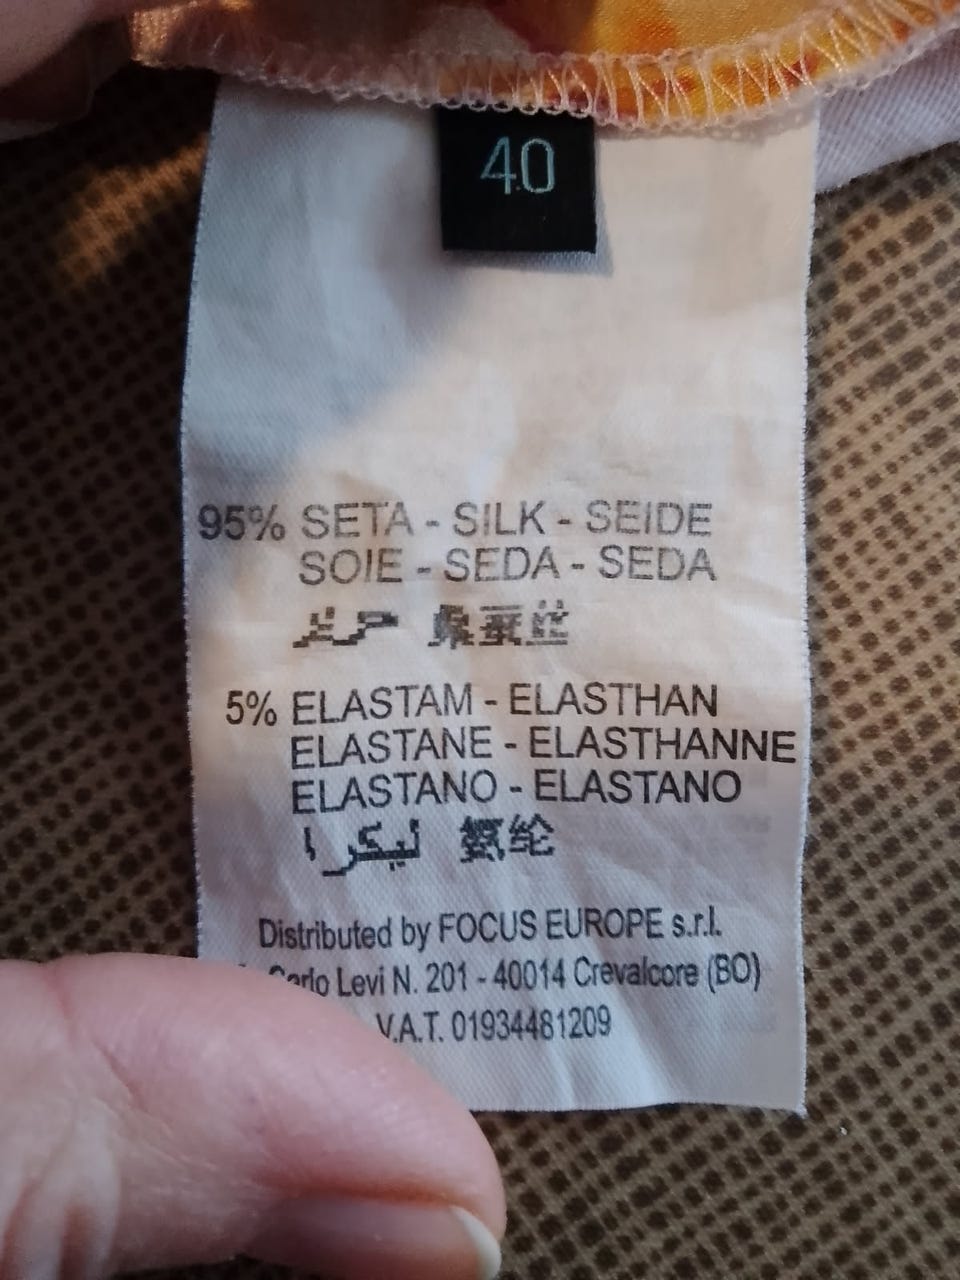 40
95% SETA - SILK - SEIDE
SOIE - SEDA - SEDA
حرير 桑蚕丝
5% ELASTAM - ELASTHAN
ELASTANE - ELASTHANNE
ELASTANO - ELASTANO
ليكرا 氨纶
Distributed by FOCUS EUROPE s.r.l.
Carlo Levi N. 201 - 40014 Crevalcore (BO)
V.A.T. 01934481209